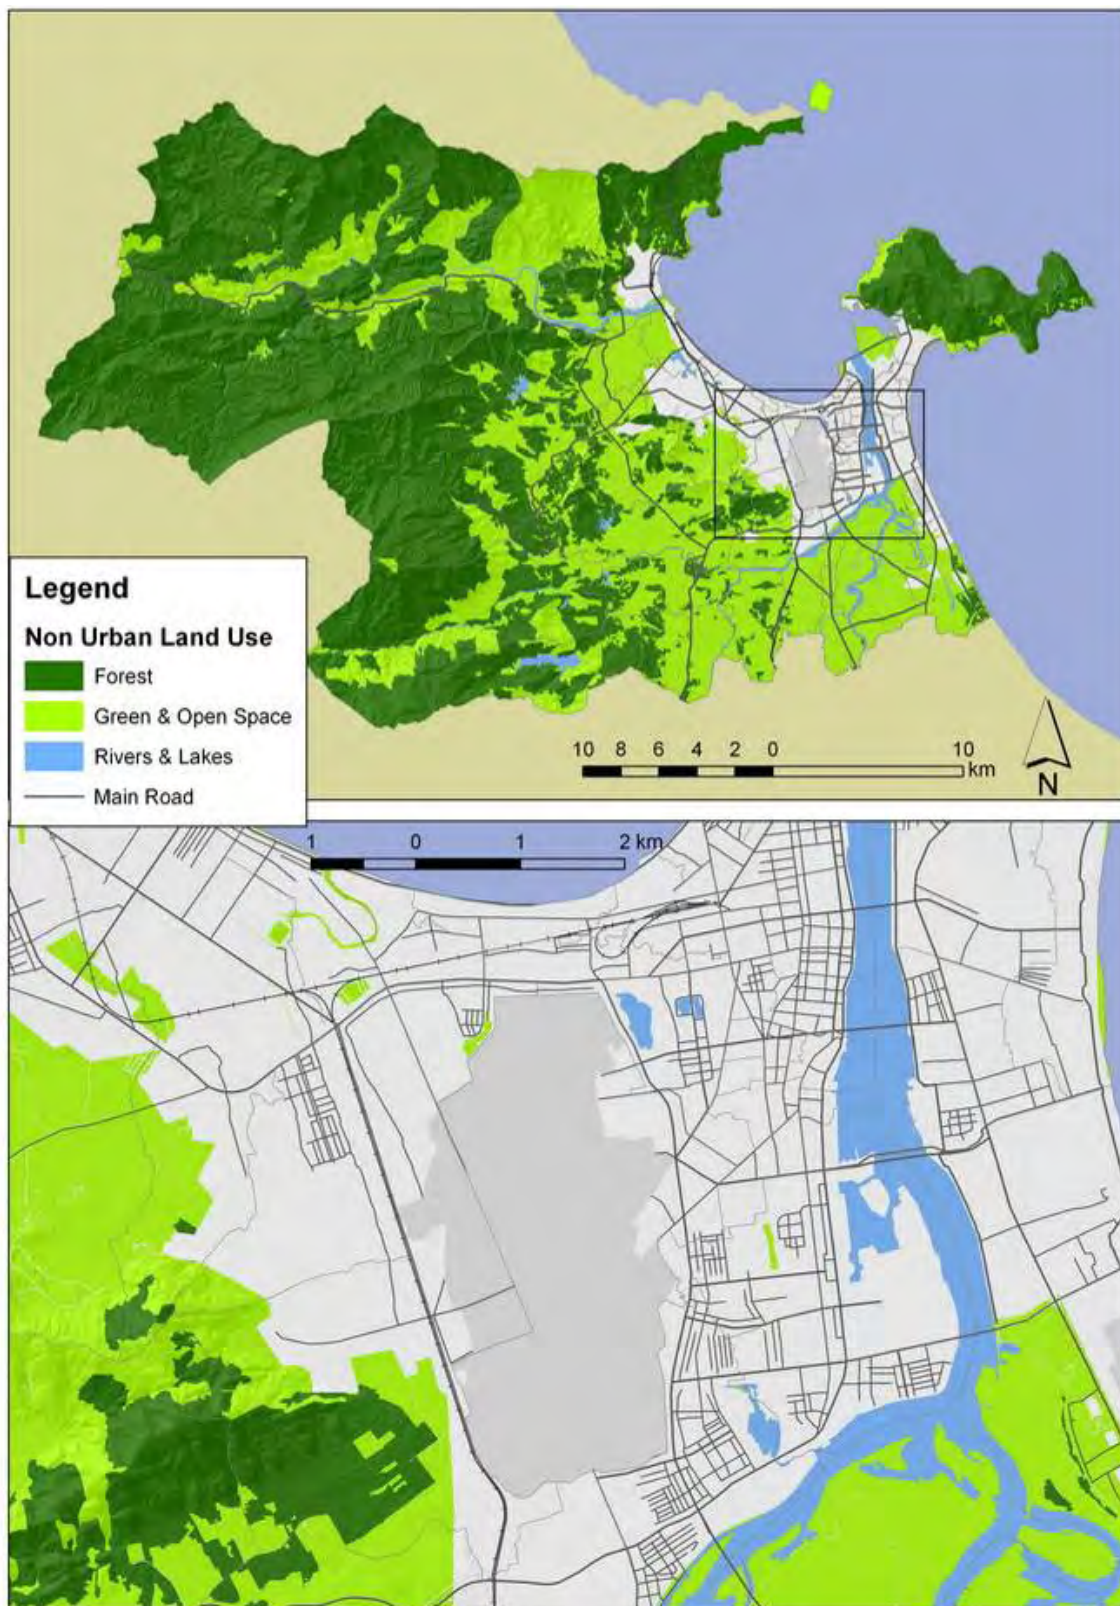 Legend
Non Urban Land Use
Forest
Green & Open Space
Rivers & Lakes
Main Road
10 8 6 4 2 0 10
km
N
1 0 1 2 km